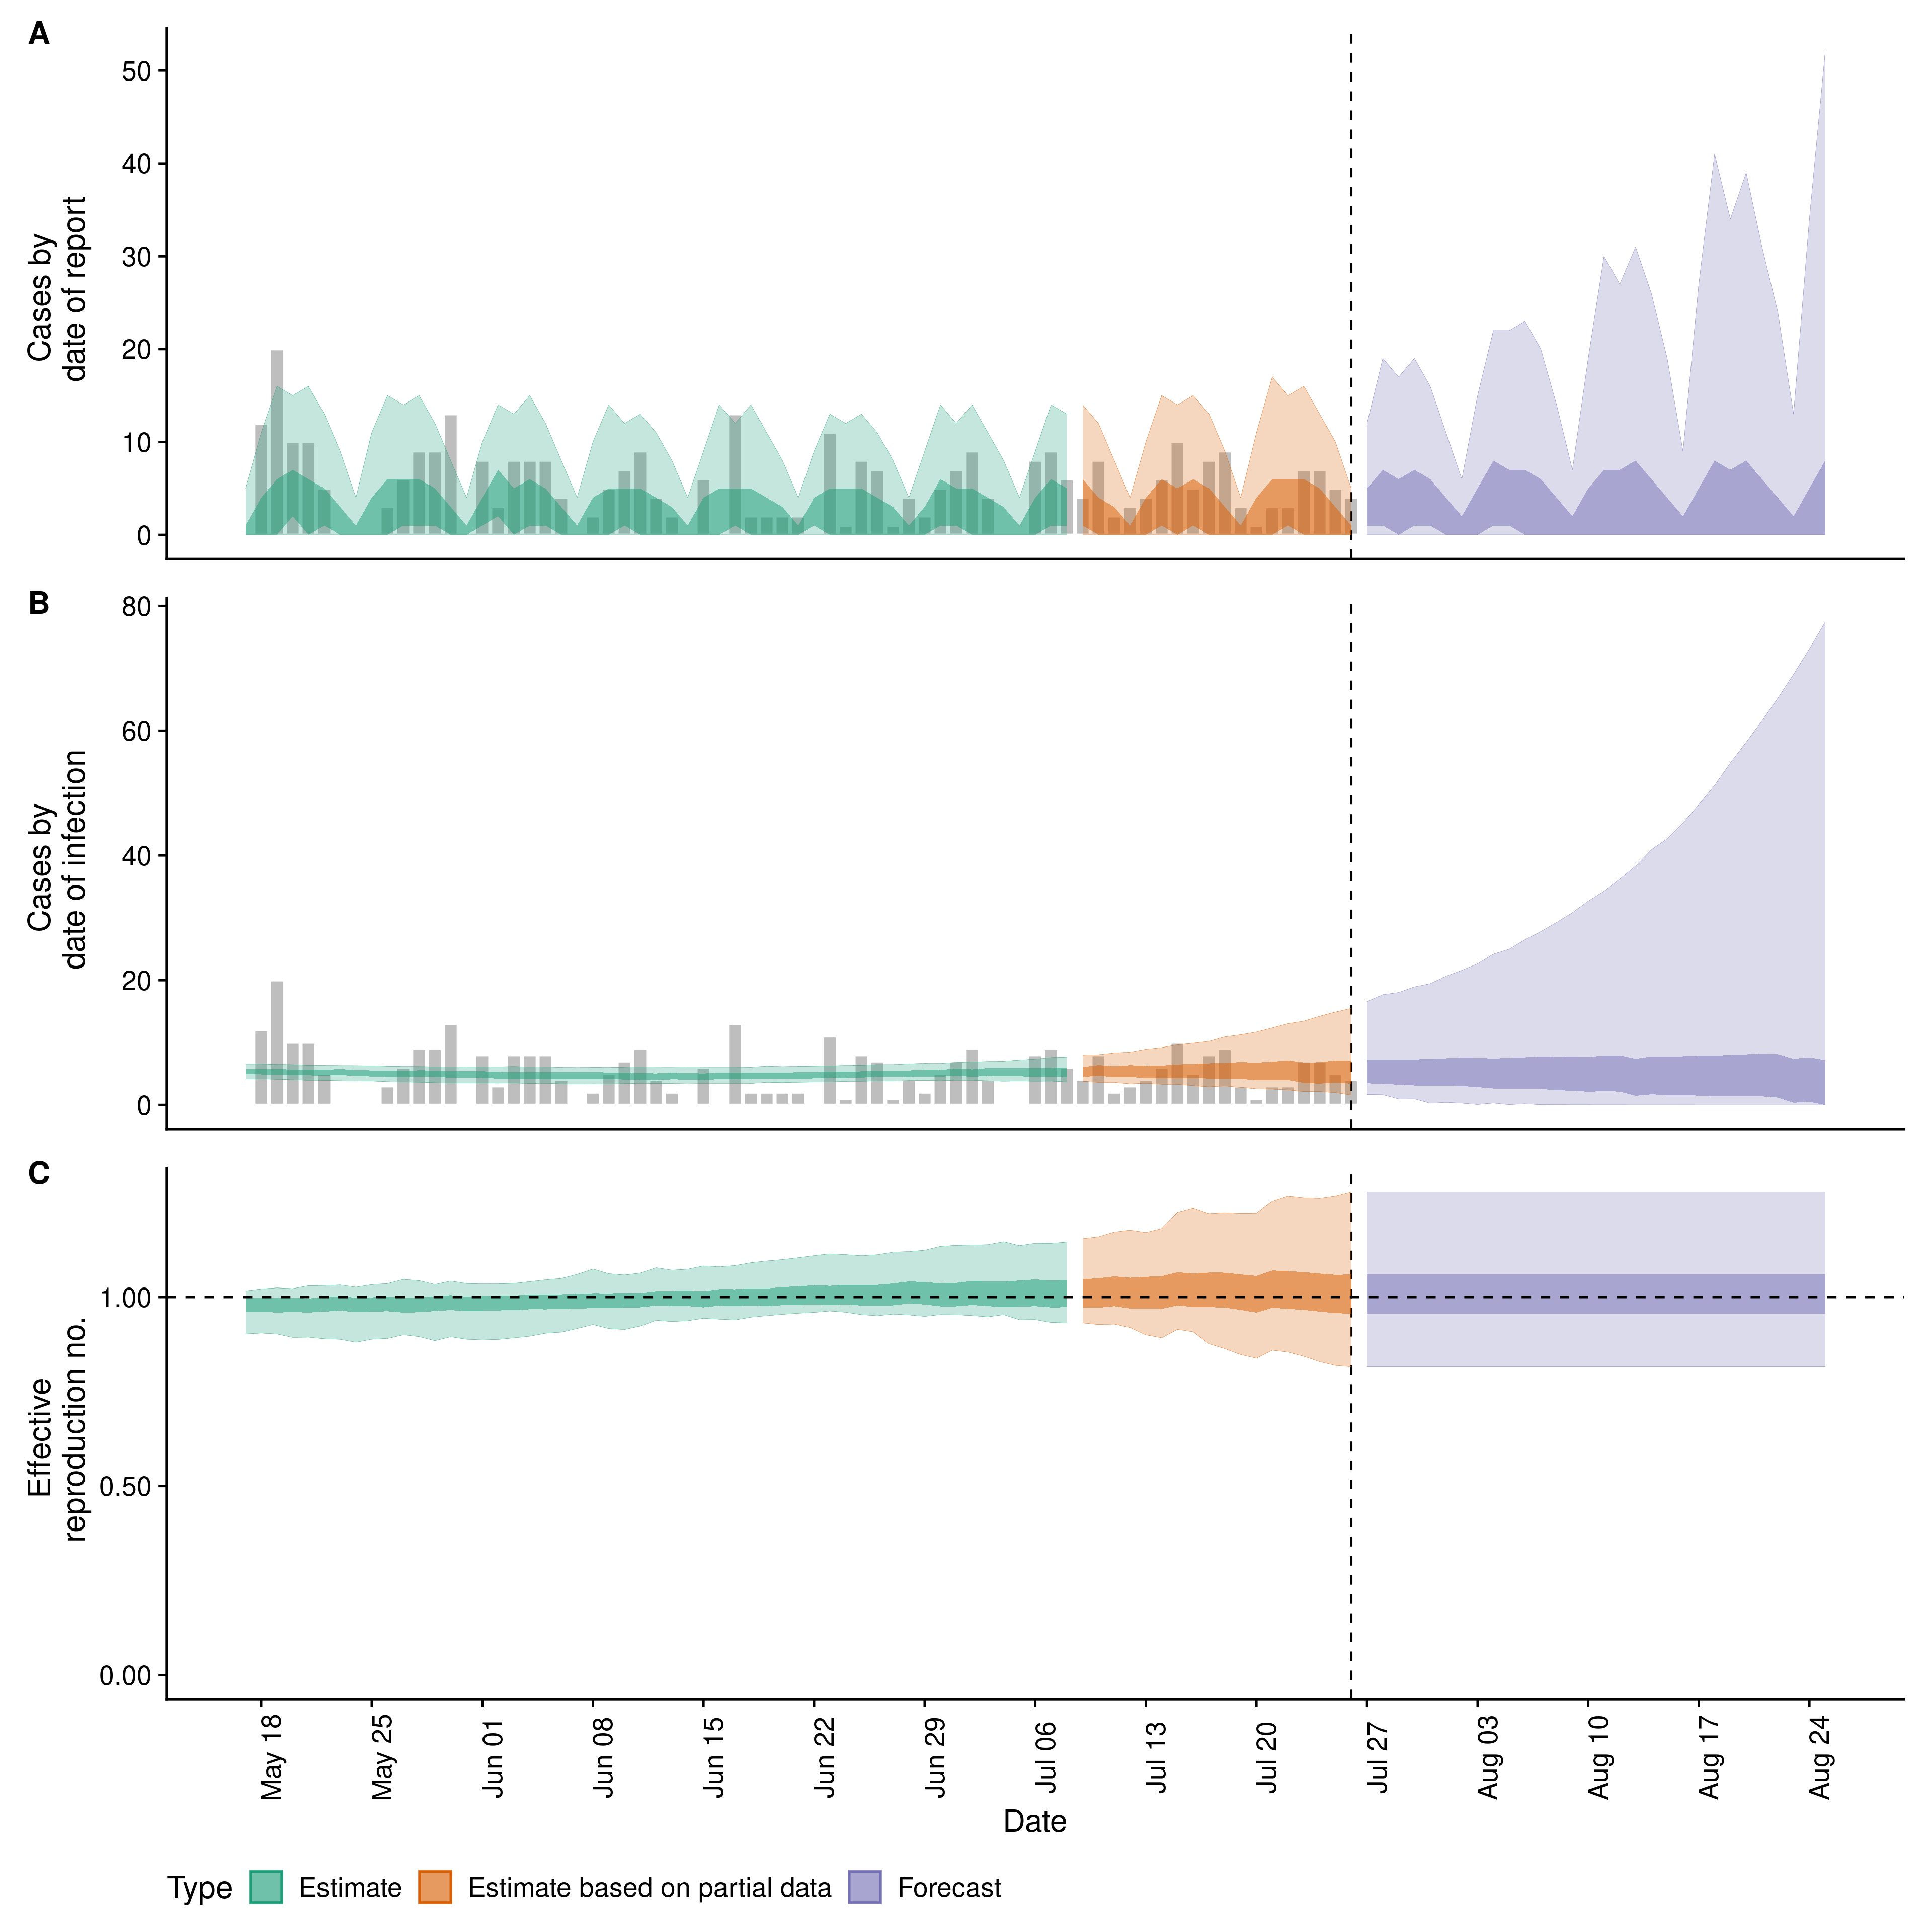 A
50
40
30
20
10
0
Cases by
date of report
B
80
60
40
20
0
Cases by
date of infection
C
1.00
0.50
0.00
Effective
reproduction no.
May 18
May 25
Jun 01
Jun 08
Jun 15
Jun 22
Jun 29
Jul 06
Jul 13
Jul 20
Jul 27
Aug 03
Aug 10
Aug 17
Aug 24
Date
Type Estimate Estimate based on partial data Forecast